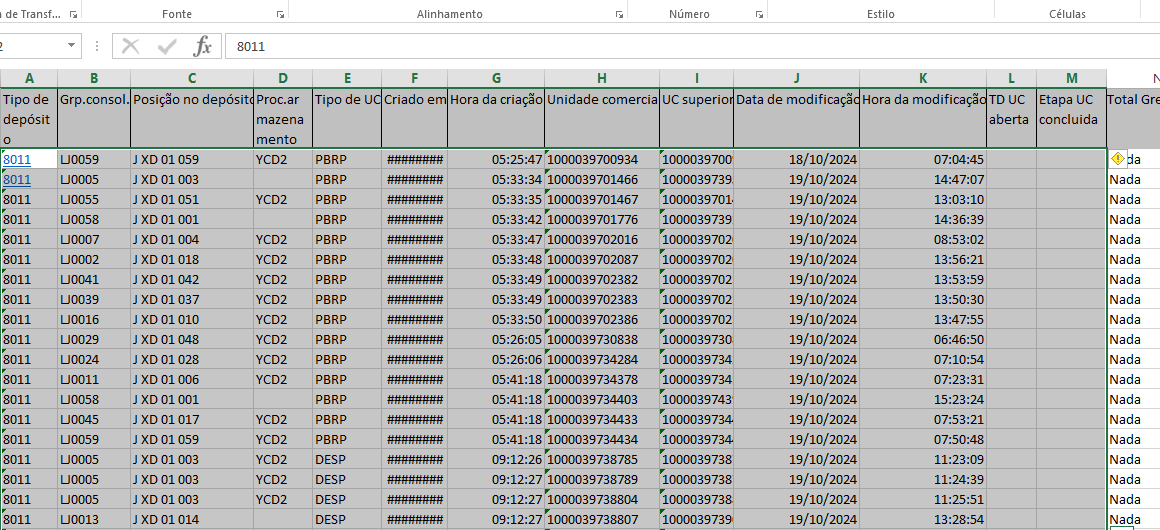 a de Transf... Fonte Alinhamento Número Estilo Células
2 fx 8011
A B C D E F G H I J K L M N
Tipo de depósito Grp.consol. Posição no depósito Proc.armazenamento Tipo de UC Criado em Hora da criação Unidade comercia UC superior Data de modificação Hora da modificação TD UC aberta Etapa UC concluida Total Gre
8011 LJ0059 J XD 01 059 YCD2 PBRP ######## 05:25:47 1000039700934 100003970093 18/10/2024 07:04:45 da
8011 LJ0005 J XD 01 003 PBRP ######## 05:33:34 1000039701466 1000039739 19/10/2024 14:47:07 Nada
8011 LJ0055 J XD 01 051 YCD2 PBRP ######## 05:33:35 1000039701467 1000039701 19/10/2024 13:03:10 Nada
8011 LJ0058 J XD 01 001 PBRP ######## 05:33:42 1000039701776 1000039739 19/10/2024 14:36:39 Nada
8011 LJ0007 J XD 01 004 YCD2 PBRP ######## 05:33:47 1000039702016 100003970 19/10/2024 08:53:02 Nada
8011 LJ0002 J XD 01 018 YCD2 PBRP ######## 05:33:48 1000039702087 100003970 19/10/2024 13:56:21 Nada
8011 LJ0041 J XD 01 042 YCD2 PBRP ######## 05:33:49 1000039702382 1000039702 19/10/2024 13:53:59 Nada
8011 LJ0039 J XD 01 037 YCD2 PBRP ######## 05:33:49 1000039702383 1000039702 19/10/2024 13:50:30 Nada
8011 LJ0016 J XD 01 010 YCD2 PBRP ######## 05:33:50 1000039702386 1000039702 19/10/2024 13:47:55 Nada
8011 LJ0029 J XD 01 048 YCD2 PBRP ######## 05:26:05 1000039730838 100003973 19/10/2024 06:46:50 Nada
8011 LJ0024 J XD 01 028 YCD2 PBRP ######## 05:26:06 1000039734284 1000039734 19/10/2024 07:10:54 Nada
8011 LJ0011 J XD 01 006 YCD2 PBRP ######## 05:41:18 1000039734378 1000039734 19/10/2024 07:23:31 Nada
8011 LJ0058 J XD 01 001 PBRP ######## 05:41:18 1000039734403 100003974 19/10/2024 15:23:24 Nada
8011 LJ0045 J XD 01 017 YCD2 PBRP ######## 05:41:18 1000039734433 1000039734 19/10/2024 07:53:21 Nada
8011 LJ0059 J XD 01 059 YCD2 PBRP ######## 05:41:18 1000039734434 1000039734 19/10/2024 07:50:48 Nada
8011 LJ0005 J XD 01 003 YCD2 DESP ######## 09:12:26 1000039738785 1000039738 19/10/2024 11:23:09 Nada
8011 LJ0005 J XD 01 003 YCD2 DESP ######## 09:12:27 1000039738789 1000039738 19/10/2024 11:24:39 Nada
8011 LJ0005 J XD 01 003 YCD2 DESP ######## 09:12:27 1000039738804 1000039738 19/10/2024 11:25:51 Nada
8011 LJ0013 J XD 01 014 DESP ######## 09:12:27 1000039738807 1000039739 19/10/2024 13:28:54 Nada